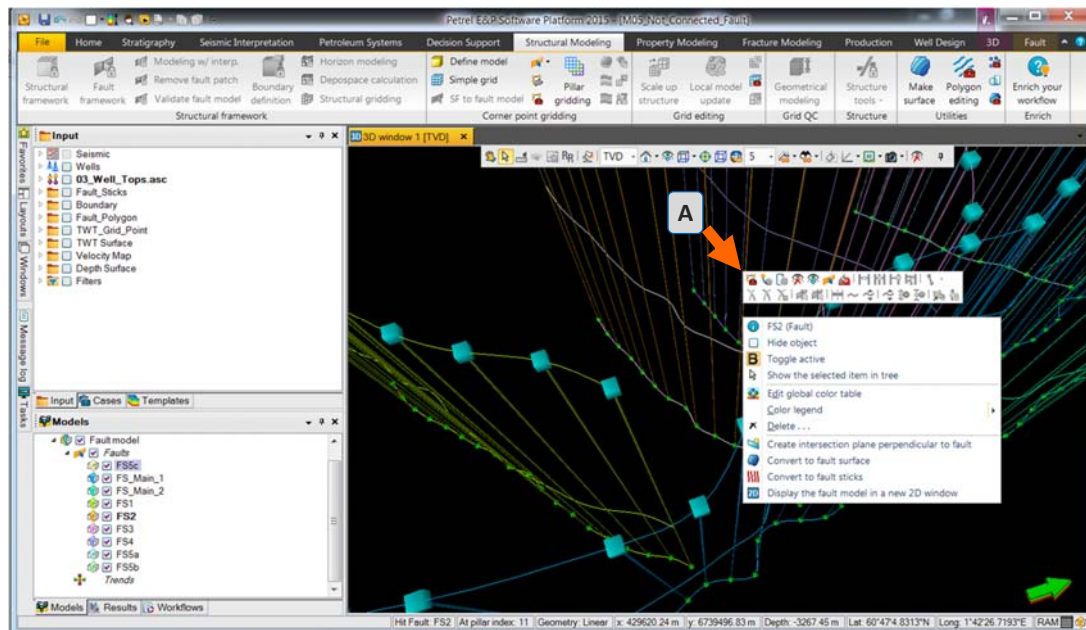 Petrel E&P Software Platform 2015 - [M05_Not_Connected_Fault]
File Home Stratigraphy Seismic Interpretation Petroleum Systems Decision Support Structural Modeling Property Modeling Fracture Modeling Production Well Design 3D Fault
Modeling w/ interp. Horizon modeling Define model
Remove fault patch Depospace calculation Simple grid
Validate fault model Structural gridding SF to fault model
Structural framework Fault framework Boundary definition Pillar gridding Scale up structure Local model update Geometrical modeling Structure tools Make surface Polygon editing Enrich your workflow
Structural framework Corner point gridding Grid editing Grid QC Structure Utilities Enrich
Favorites
Layouts
Windows
Message log
Tasks
Input
Seismic
Wells
03_Well_Tops.asc
Fault_Sticks
Boundary
Fault_Polygon
TWT_Grid_Point
TWT Surface
Velocity Map
Depth Surface
Filters
Input Cases Templates
Models
Fault model
Faults
FS5c
FS_Main_1
FS_Main_2
FS1
FS2
FS3
FS4
FS5a
FS5b
Trends
Models Results Workflows
3D 3D window 1 [TVD]
TVD 5
A
FS2 (Fault)
Hide object
B Toggle active
Show the selected item in tree
Edit global color table
Color legend
Delete . . .
Create intersection plane perpendicular to fault
Convert to fault surface
Convert to fault sticks
2D Display the fault model in a new 2D window
Hit Fault: FS2 At pillar index: 11 Geometry: Linear x: 429620.24 m y: 6739496.83 m Depth: -3267.45 m Lat: 60°47'4.8313"N Long: 1°42'26.7193"E RAM